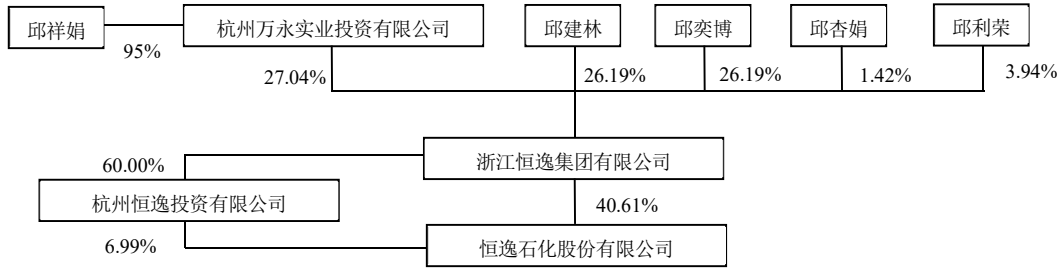 邱祥娟
杭州万永实业投资有限公司
邱建林
邱奕博
邱杏娟
邱利荣
95%
27.04%
26.19%
26.19%
1.42%
3.94%
浙江恒逸集团有限公司
60.00%
杭州恒逸投资有限公司
40.61%
6.99%
恒逸石化股份有限公司